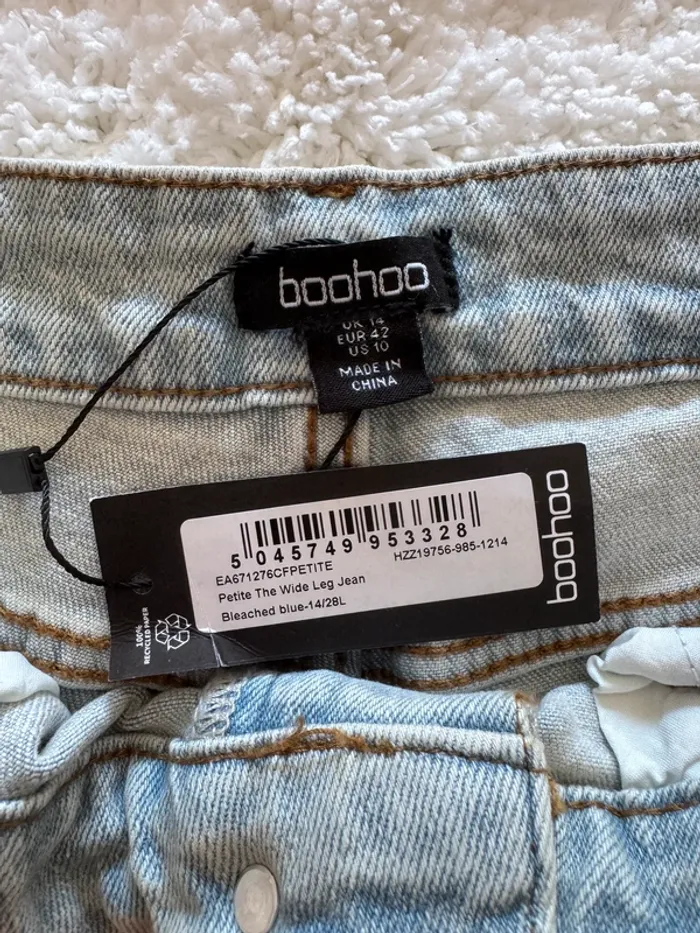 boohoo
UK 14
EUR 42
US 10
MADE IN
CHINA
boohoo
5 045749 953328
EA671276CFPETITE
HZZ19756-985-1214
Petite The Wide Leg Jean
Bleached blue-14/28L
100%
RECYCLED PAPER